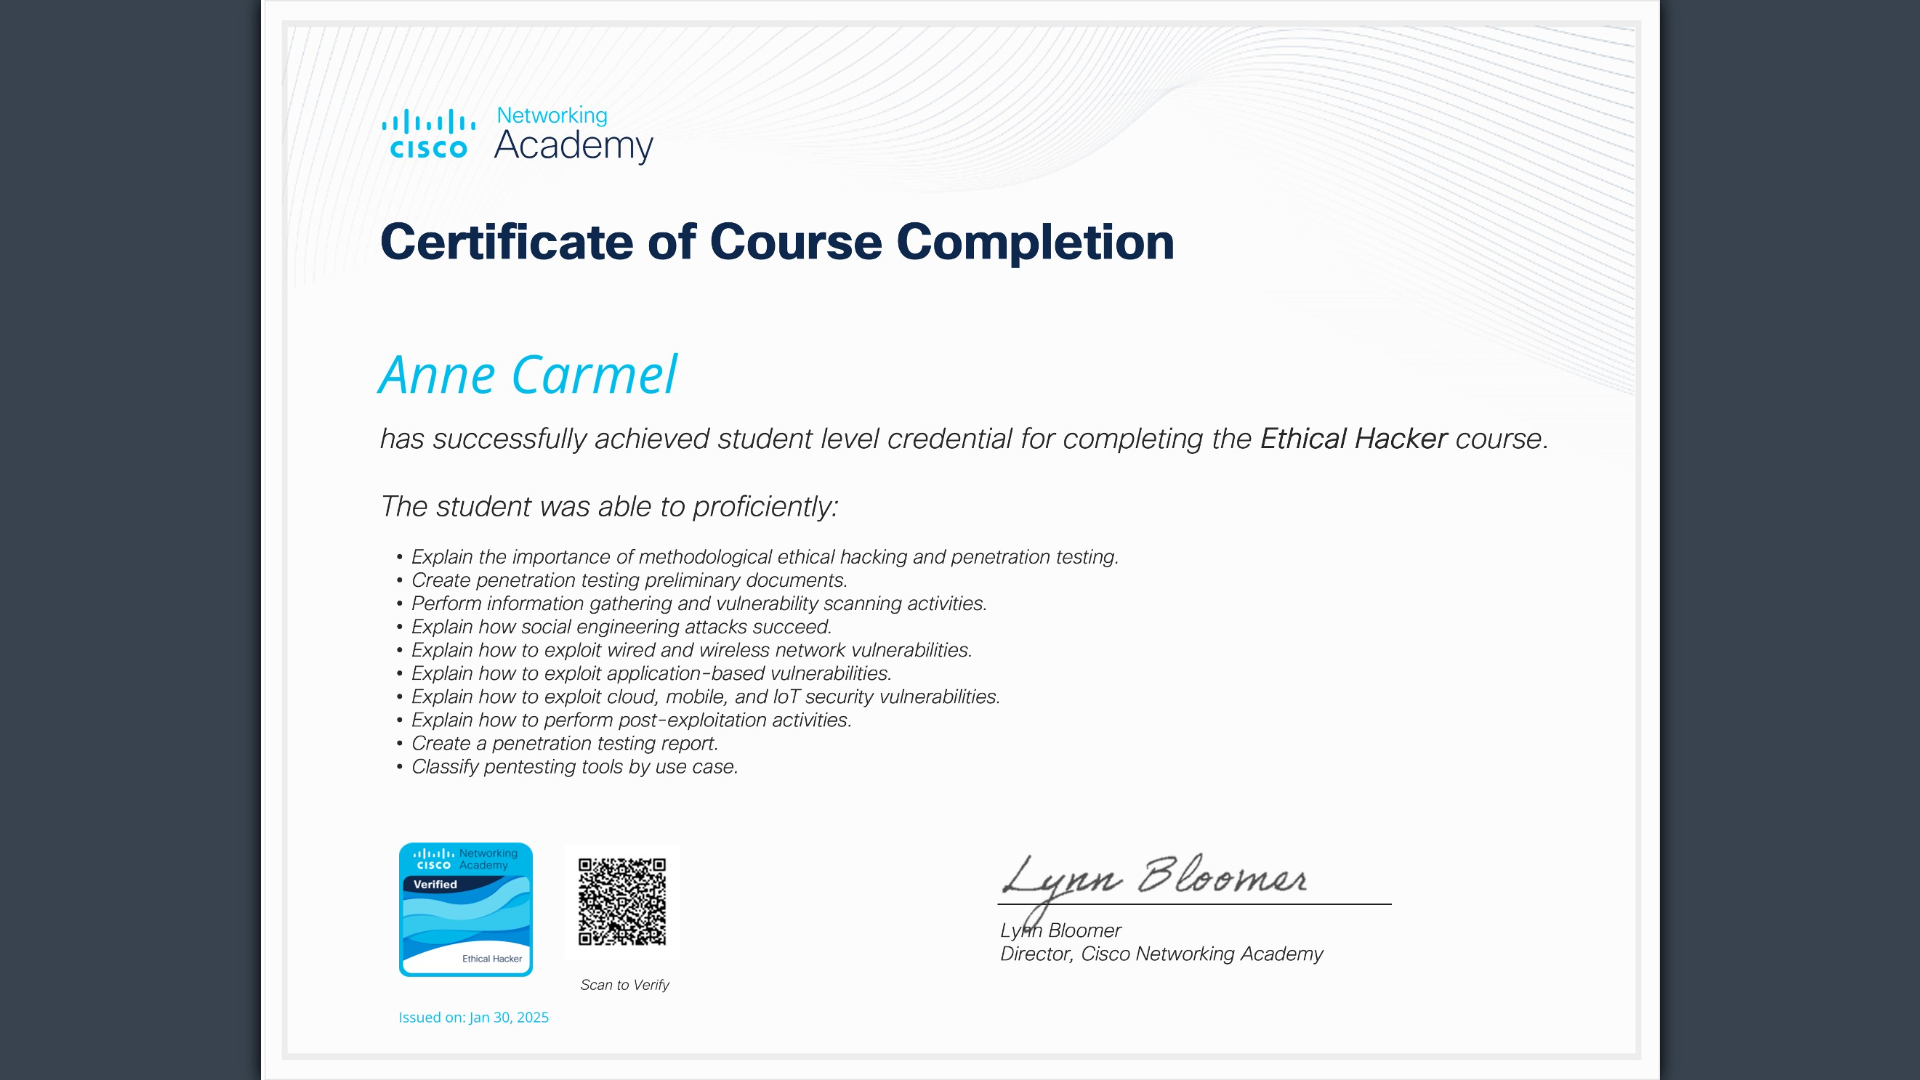 Networking
CISCO Academy
Certificate of Course Completion
Anne Carmel
has successfully achieved student level credential for completing the Ethical Hacker course.
The student was able to proficiently:
• Explain the importance of methodological ethical hacking and penetration testing.
• Create penetration testing preliminary documents.
• Perform information gathering and vulnerability scanning activities.
• Explain how social engineering attacks succeed.
• Explain how to exploit wired and wireless network vulnerabilities.
• Explain how to exploit application-based vulnerabilities.
• Explain how to exploit cloud, mobile, and IoT security vulnerabilities.
• Explain how to perform post-exploitation activities.
• Create a penetration testing report.
• Classify pentesting tools by use case.
Networking
CISCO Academy
Verified
Ethical Hacker
Scan to Verify
Issued on: Jan 30, 2025
Lynn Bloomer
Lynn Bloomer
Director, Cisco Networking Academy